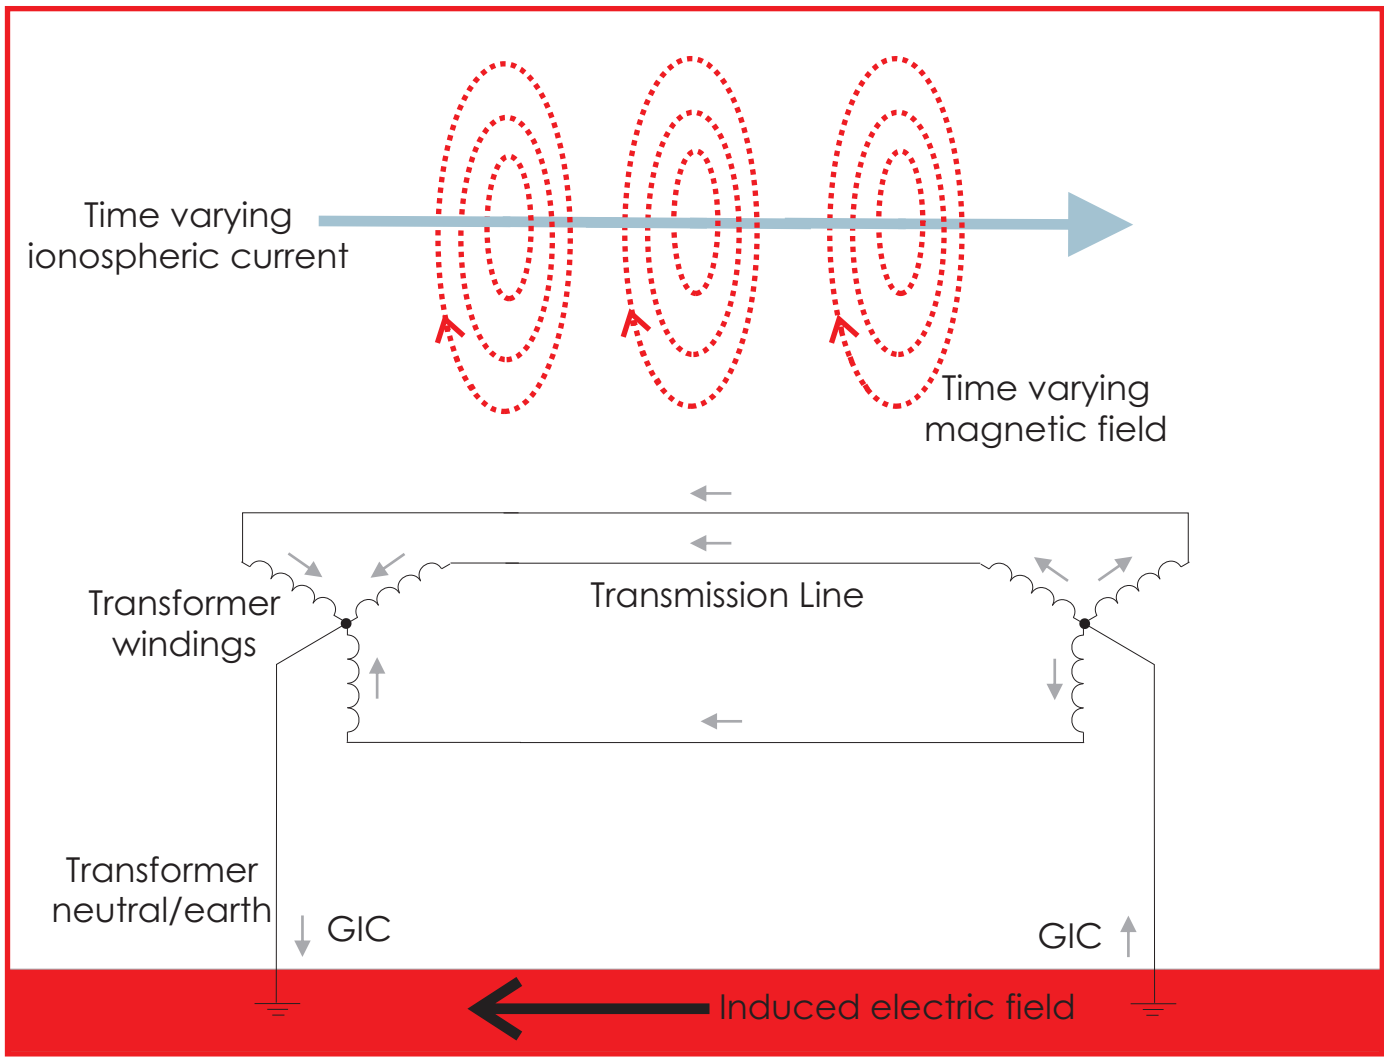 Time varying
ionospheric current
Time varying
magnetic field
Transmission Line
Transformer
windings
Transformer
neutral/earth
GIC
GIC
Induced electric field